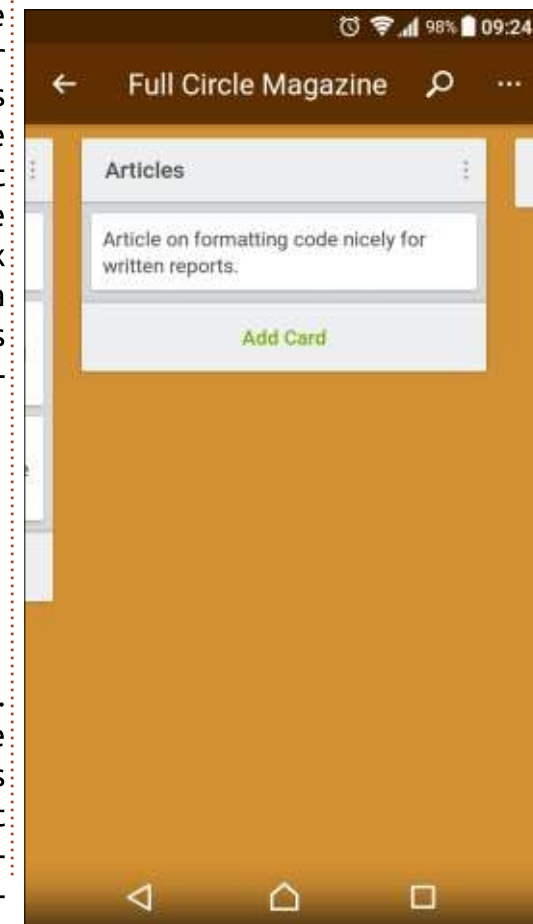 98% 09:24
Full Circle Magazine
Articles
Article on formatting code nicely for
written reports.
Add Card